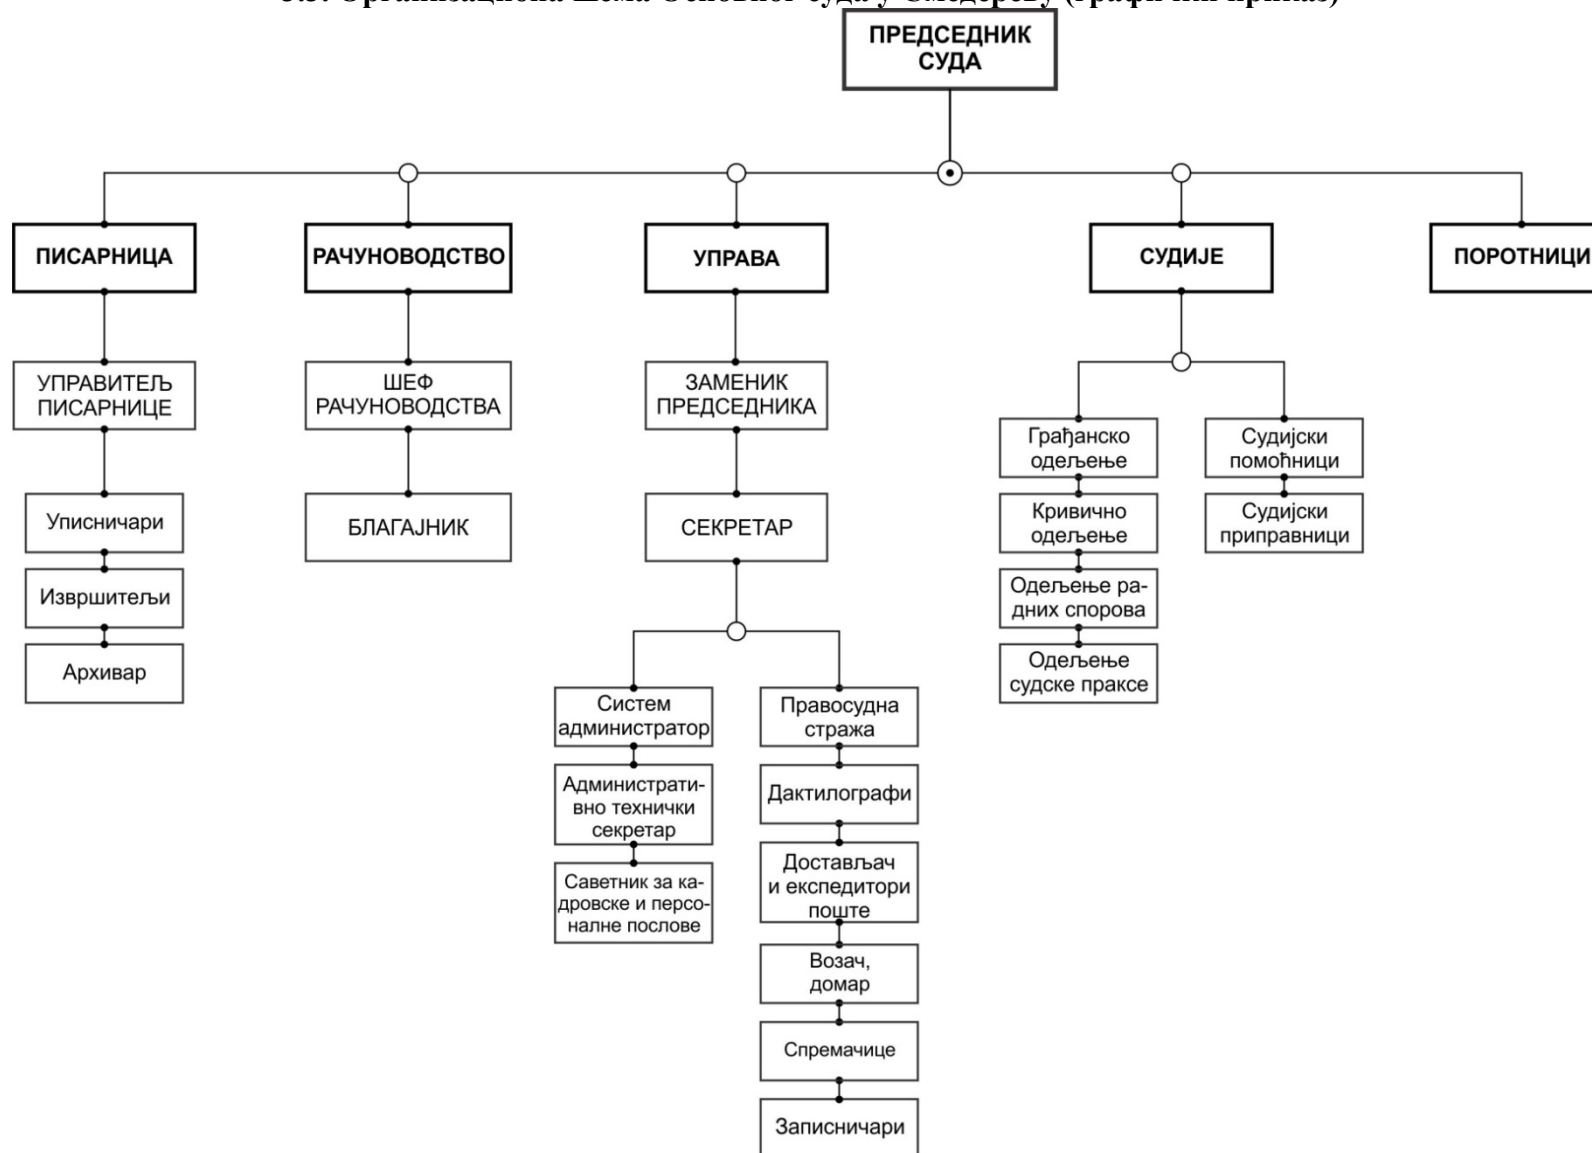 ПРЕДСЕДНИК
СУДА
ПИСАРНИЦА
РАЧУНОВОДСТВО
УПРАВА
СУДИЈЕ
ПОРОТНИЦИ
УПРАВИТЕЉ
ПИСАРНИЦЕ
ШЕФ
РАЧУНОВОДСТВА
ЗАМЕНИК
ПРЕДСЕДНИКА
Грађанско
одељење
Судијски
помоћници
Уписничари
БЛАГАЈНИК
СЕКРЕТАР
Кривично
одељење
Судијски
приправници
Извршитељи
Одељење ра-
дних спорова
Архивар
Одељење
судске праксе
Систем
администратор
Правосудна
стража
Администрати-
вно технички
секретар
Дактилографи
Саветник за ка-
дровске и персо-
налне послове
Достављач
и експедитори
поште
Возач,
домар
Спремачице
Записничари